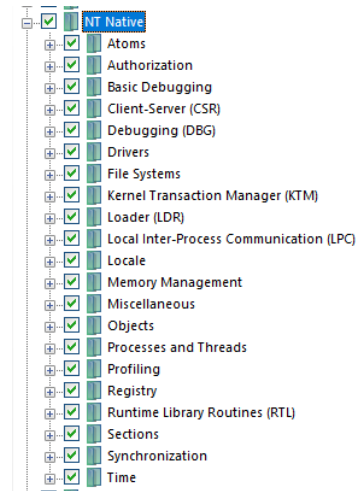 NT Native
Atoms
Authorization
Basic Debugging
Client-Server (CSR)
Debugging (DBG)
Drivers
File Systems
Kernel Transaction Manager (KTM)
Loader (LDR)
Local Inter-Process Communication (LPC)
Locale
Memory Management
Miscellaneous
Objects
Processes and Threads
Profiling
Registry
Runtime Library Routines (RTL)
Sections
Synchronization
Time